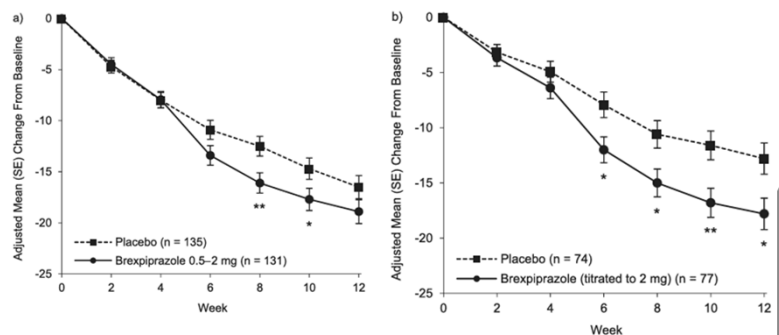 a)
Adjusted Mean (SE) Change From Baseline
0
-5
-10
-15
-20
-25
**
*
Placebo (n = 135)
Brexpiprazole 0.5–2 mg (n = 131)
0 2 4 6 8 10 12
Week
b)
Adjusted Mean (SE) Change From Baseline
0
-5
-10
-15
-20
-25
*
*
**
*
Placebo (n = 74)
Brexpiprazole (titrated to 2 mg) (n = 77)
0 2 4 6 8 10 12
Week